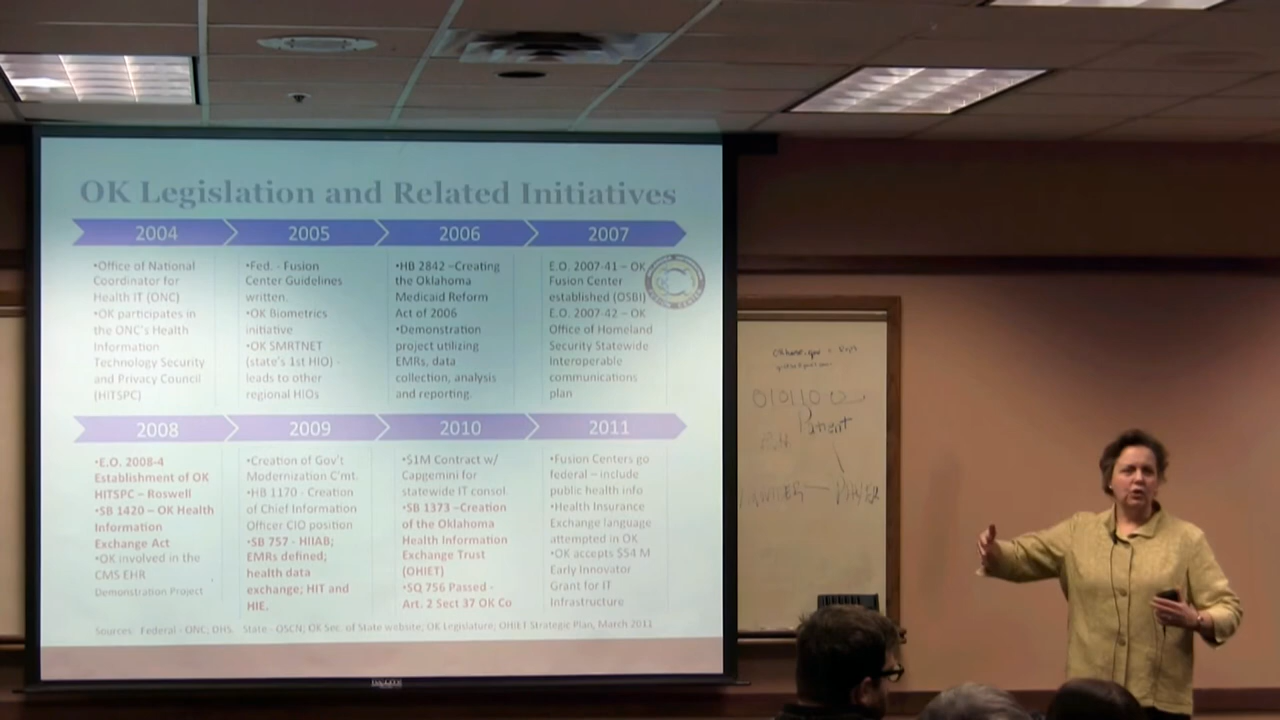 OK Legislation and Related Initiatives
2004
2005
2006
2007
•Office of National
Coordinator for
Health IT (ONC)
•OK participates in
the ONC's Health
Information
Technology Security
and Privacy Council
(HITSPC)
•Fed. - Fusion
Center Guidelines
written.
•OK Biometrics
initiative
•OK SMRTNET
(state's 1st HIO) -
leads to other
regional HIOs
•HB 2842 –Creating
the Oklahoma
Medicaid Reform
Act of 2006
•Demonstration
project utilizing
EMRs, data
collection, analysis
and reporting.
E.O. 2007-41 – OK
Fusion Center
established (OSBI)
E.O. 2007-42 – OK
Office of Homeland
Security Statewide
Interoperable
communications
plan
2008
2009
2010
2011
•E.O. 2008-4
Establishment of OK
HITSPC – Roswell
•SB 1420 – OK Health
Information
Exchange Act
•OK involved in the
CMS EHR
Demonstration Project
•Creation of Gov't
Modernization C'mt.
•HB 1170 - Creation
of Chief Information
Officer CIO position
•SB 757 - HIIAB;
EMRs defined;
health data
exchange; HIT and
HIE.
•$1M Contract w/
Capgemini for
statewide IT consol.
•SB 1373 –Creation
of the Oklahoma
Health Information
Exchange Trust
(OHIET)
•SQ 756 Passed -
Art. 2 Sect 37 OK Co
•Fusion Centers go
federal – include
public health info
•Health Insurance
Exchange language
attempted in OK
•OK accepts $54 M
Early Innovator
Grant for IT
Infrastructure
Sources: Federal - ONC; DHS. State - OSCN; OK Sec. of State website; OK Legislature; OHIET Strategic Plan, March 2011
Patient